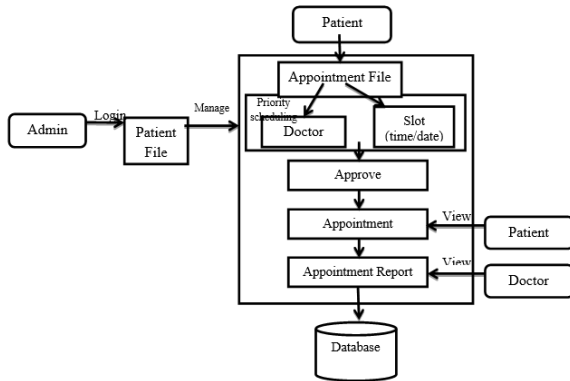 Patient
Appointment File
Priority
scheduling
Doctor
Slot
(time/date)
Login
Manage
Admin
Patient
File
Approve
Appointment
View
Patient
Appointment Report
View
Doctor
Database